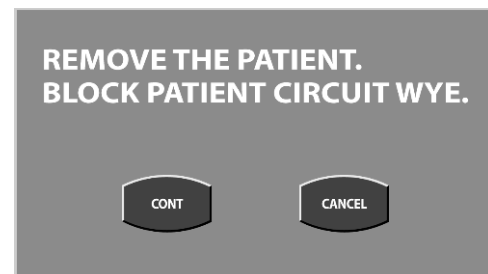 REMOVE THE PATIENT.
BLOCK PATIENT CIRCUIT WYE.
CONT CANCEL